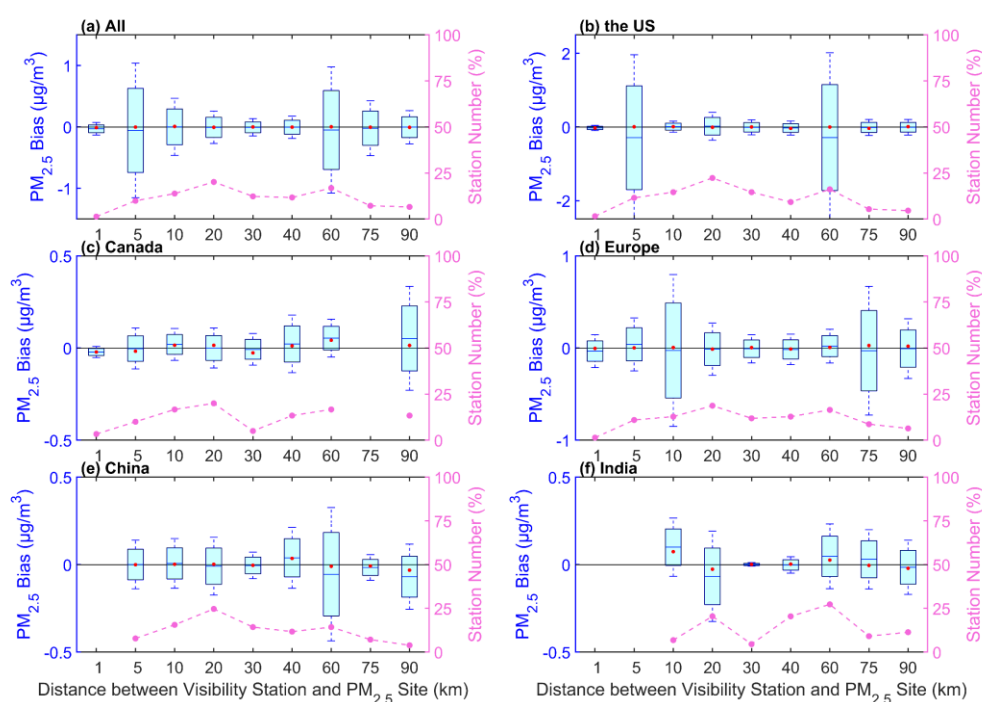 (a) All
(b) the US
PM2.5 Bias (µg/m³)
1
0
-1
100
75
50
25
0
Station Number (%)
PM2.5 Bias (µg/m³)
2
0
-2
100
75
50
25
0
Station Number (%)
1 5 10 20 30 40 60 75 90
1 5 10 20 30 40 60 75 90
(c) Canada
(d) Europe
PM2.5 Bias (µg/m³)
0.5
0
-0.5
100
75
50
25
0
Station Number (%)
PM2.5 Bias (µg/m³)
1
0
-1
100
75
50
25
0
Station Number (%)
1 5 10 20 30 40 60 75 90
1 5 10 20 30 40 60 75 90
(e) China
(f) India
PM2.5 Bias (µg/m³)
0.5
0
-0.5
100
75
50
25
0
Station Number (%)
PM2.5 Bias (µg/m³)
0.5
0
-0.5
100
75
50
25
0
Station Number (%)
1 5 10 20 30 40 60 75 90
1 5 10 20 30 40 60 75 90
Distance between Visibility Station and PM2.5 Site (km)
Distance between Visibility Station and PM2.5 Site (km)